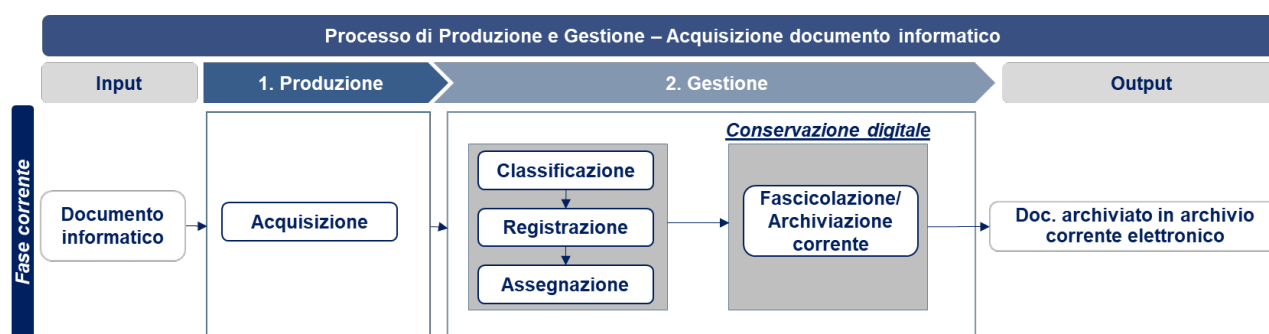 Processo di Produzione e Gestione – Acquisizione documento informatico
Input
1. Produzione
2. Gestione
Output
Fase corrente
Documento
informatico
Acquisizione
Classificazione
Registrazione
Assegnazione
Conservazione digitale
Fascicolazione/
Archiviazione
corrente
Doc. archiviato in archivio
corrente elettronico